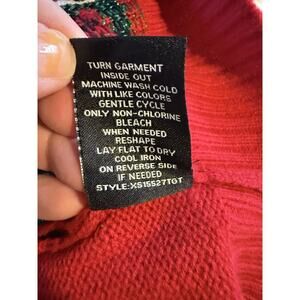 TURN GARMENT
INSIDE OUT
MACHINE WASH COLD
WITH LIKE COLORS
GENTLE CYCLE
ONLY NON-CHLORINE
BLEACH
WHEN NEEDED
RESHAPE
LAY FLAT TO DRY
COOL IRON
ON REVERSE SIDE
IF NEEDED
STYLE:XS15527TGT